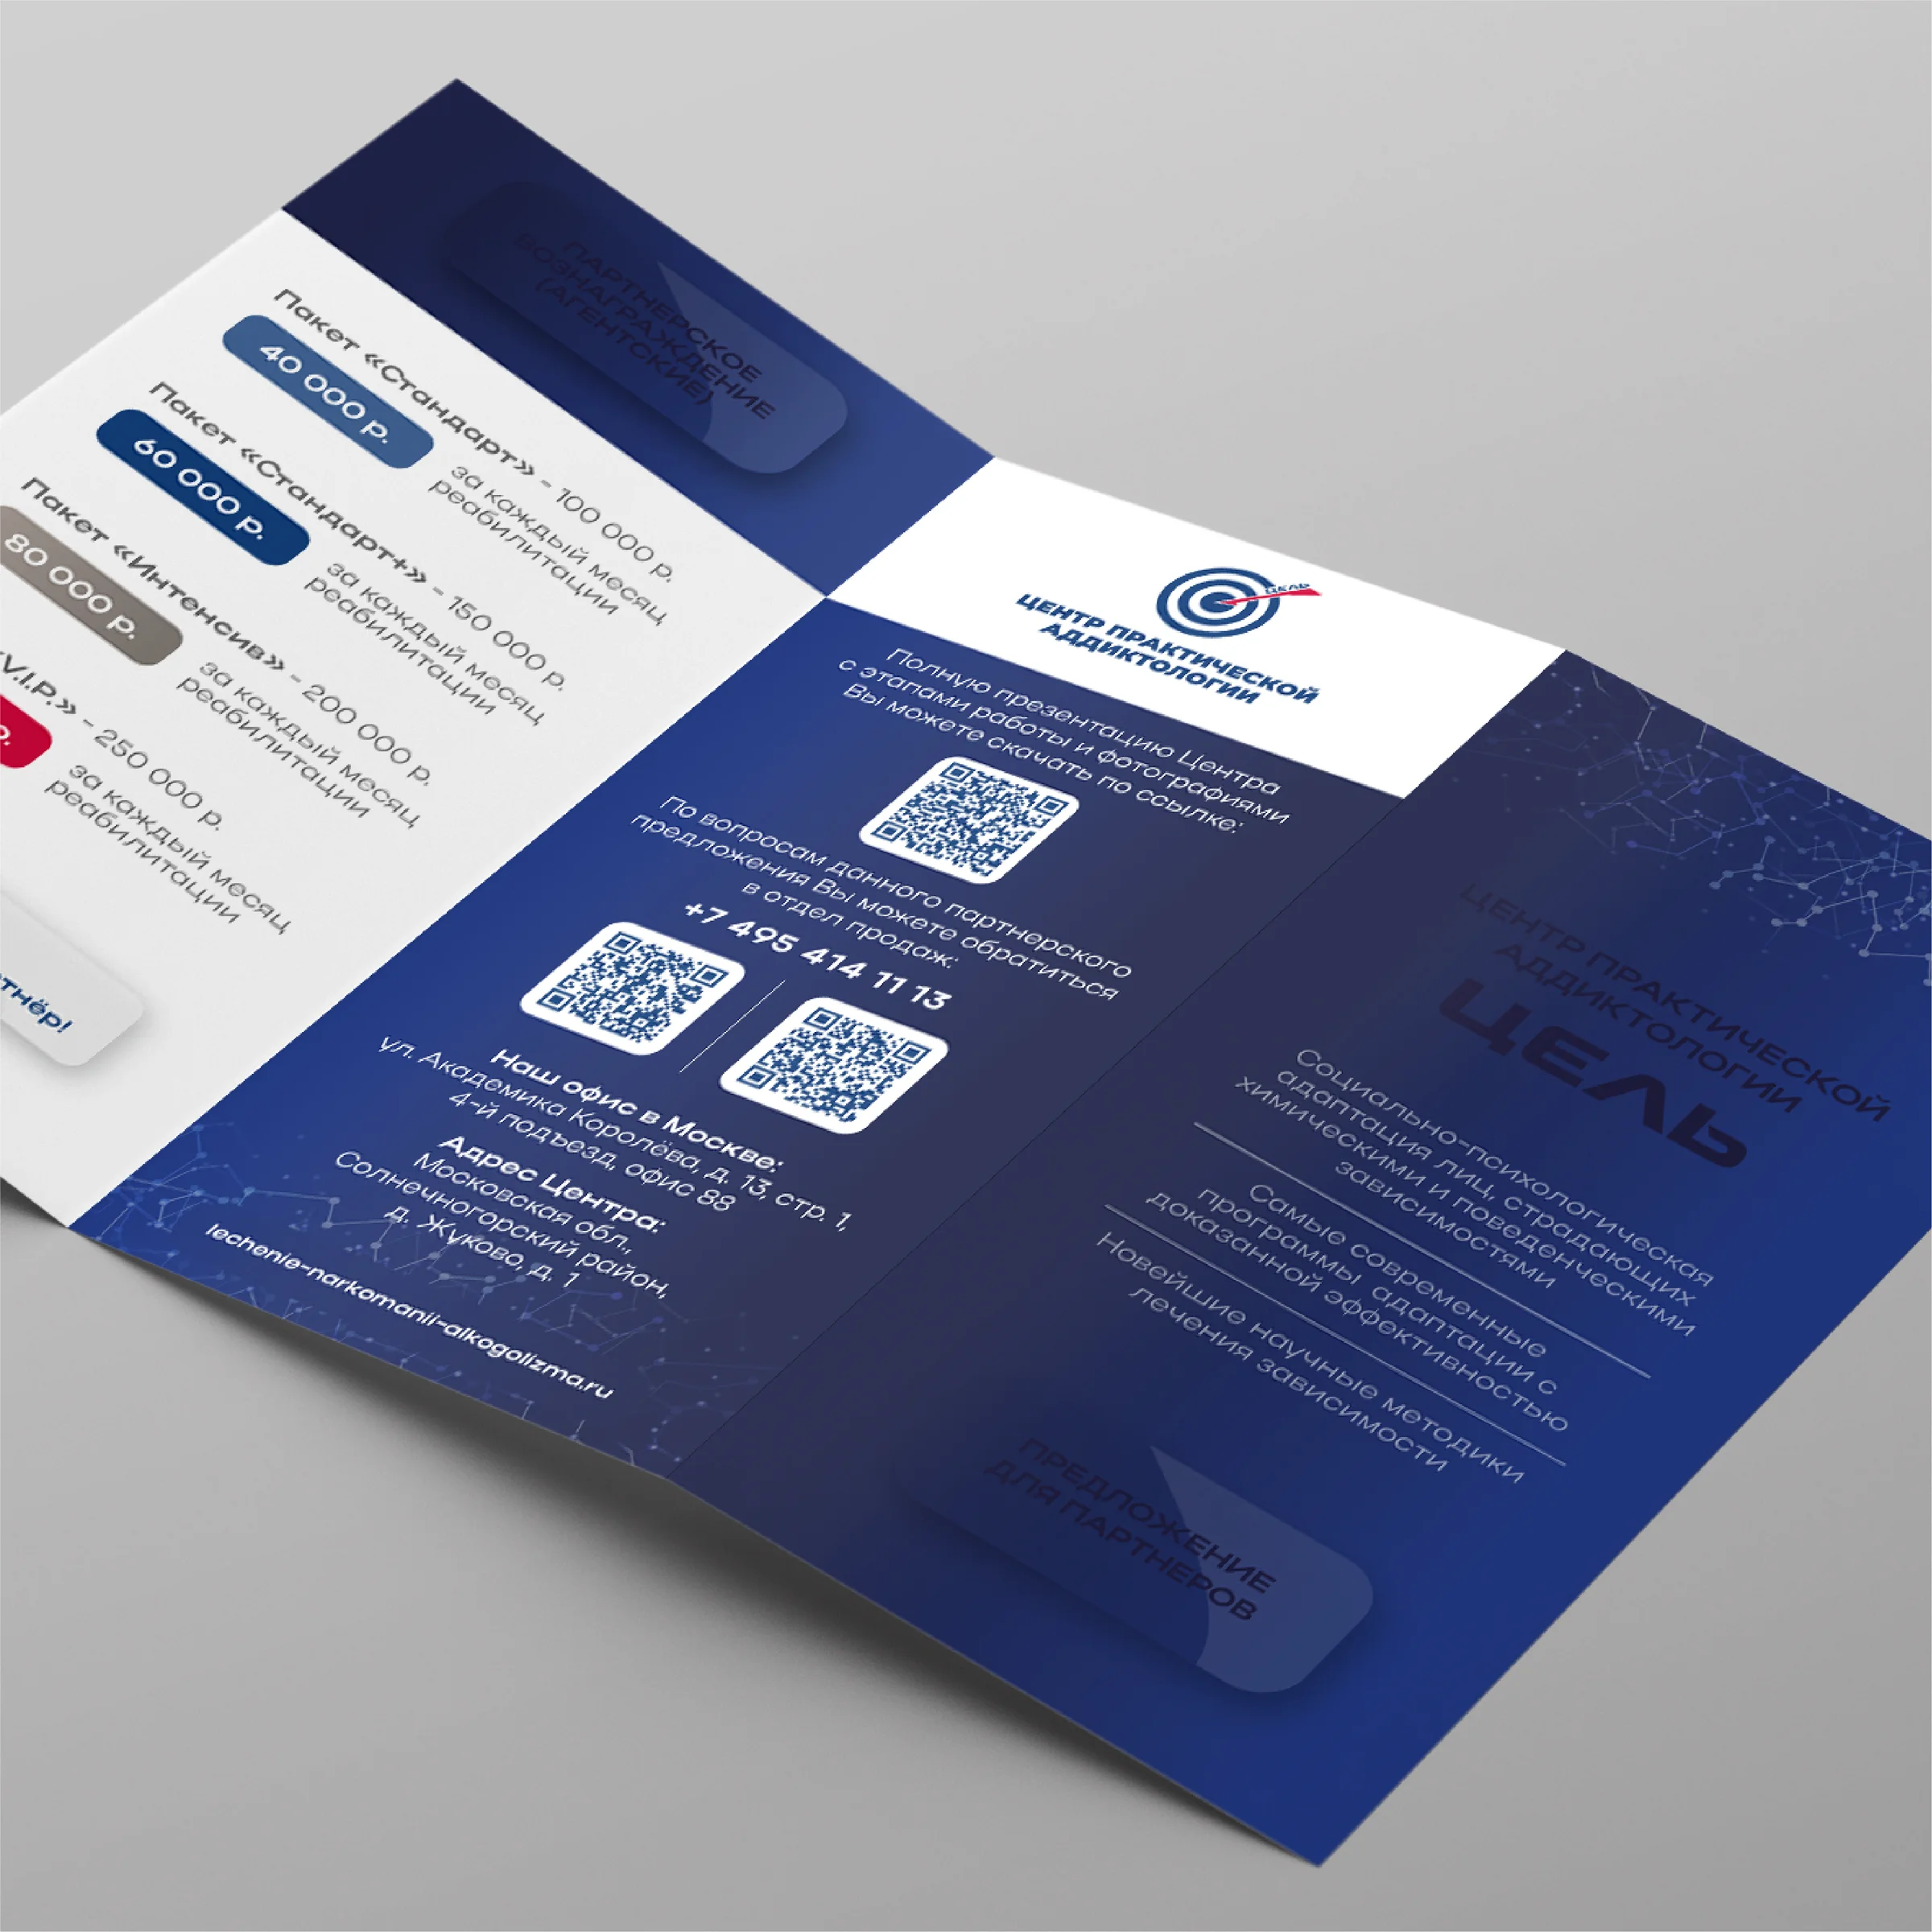 ПАРТНЕРСКОЕ
ВОЗНАГРАЖДЕНИЕ
(АГЕНТСКИЕ)
Пакет «Стандарт» - 100 000 р.
40 000 р.
за каждый месяц
реабилитации
Пакет «Стандарт+» - 150 000 р.
60 000 р.
за каждый месяц
реабилитации
Пакет «Интенсив» - 200 000 р.
80 000 р.
за каждый месяц
реабилитации
«V.I.P.» - 250 000 р.
р.
за каждый месяц
реабилитации
тнёр!
ЦЕЛЬ
ЦЕНТР ПРАКТИЧЕСКОЙ
АДДИКТОЛОГИИ
Полную презентацию Центра
с этапами работы и фотографиями
Вы можете скачать по ссылке:
По вопросам данного партнерского
предложения Вы можете обратиться
в отдел продаж:
+7 495 414 11 13
Наш офис в Москве:
ул. Академика Королёва, д. 13, стр. 1,
4-й подъезд, офис 88
Адрес Центра:
Московская обл.,
Солнечногорский район,
д. Жуково, д. 1
lechenie-narkomanii-alkogolizma.ru
ЦЕНТР ПРАКТИЧЕСКОЙ
АДДИКТОЛОГИИ
ЦЕЛЬ
Социально-психологическая
адаптация лиц, страдающих
химическими и поведенческими
зависимостями
Самые современные
программы адаптации с
доказанной эффективностью
Новейшие научные методики
лечения зависимости
ПРЕДЛОЖЕНИЕ
ДЛЯ ПАРТНЕРОВ